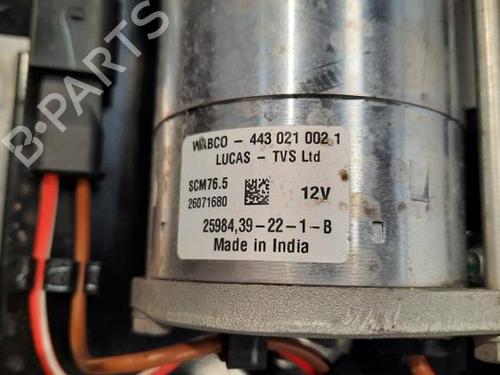 WABCO - 443 021 002 1
LUCAS - TVS Ltd
SCM76.5
26071680
12V
25984,39-22-1-B
Made in India
B-PARTS